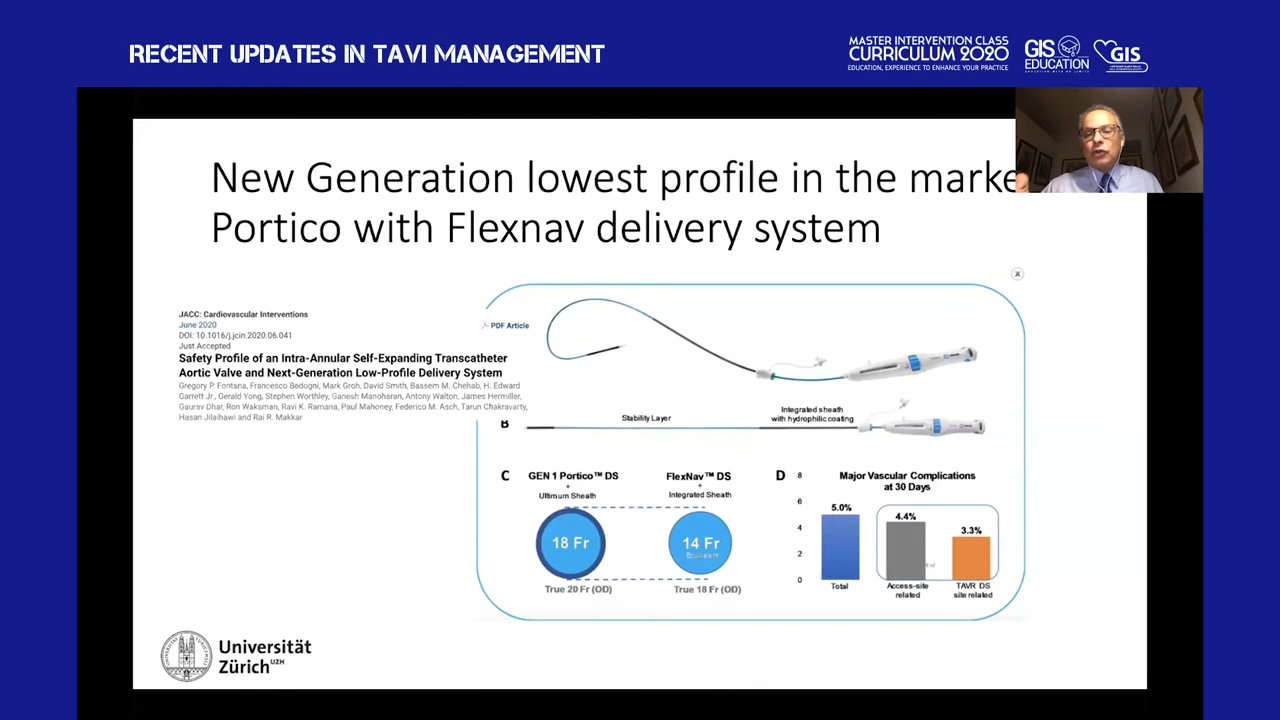 RECENT UPDATES IN TAVI MANAGEMENT
MASTER INTERVENTION CLASS
CURRICULUM 2020
EDUCATION, EXPERIENCE TO ENHANCE YOUR PRACTICE
GIS
EDUCATION
GIS
New Generation lowest profile in the marke
Portico with Flexnav delivery system
JACC: Cardiovascular Interventions
June 2020
DOI: 10.1016/j.jcin.2020.06.041
Just Accepted
Safety Profile of an Intra-Annular Self-Expanding Transcatheter
Aortic Valve and Next-Generation Low-Profile Delivery System
Gregory P. Fontana, Francesco Bedogni, Mark Groh, David Smith, Bassem M. Chehab, H. Edward
Garrett Jr., Gerald Yong, Stephen Worthley, Ganesh Manoharan, Antony Walton, James Hermiller,
Gaurav Dhar, Ron Waksman, Ravi K. Ramana, Paul Mahoney, Federico M. Asch, Tarun Chakravarty,
Hasan Jilaihawi and Raj R. Makkar
PDF Article
x
B
Stability Layer
Integrated sheath
with hydrophilic coating
C
GEN 1 Portico™ DS
+
Ultimum Sheath
FlexNav™ DS
+
Integrated Sheath
18 Fr
14 Fr
True 20 Fr (OD)
True 18 Fr (OD)
D
Major Vascular Complications
at 30 Days
8
6
4
2
0
5.0%
4.4%
3.3%
Total
Access-site
related
TAVR DS
site related
Universität
Zürich UZH